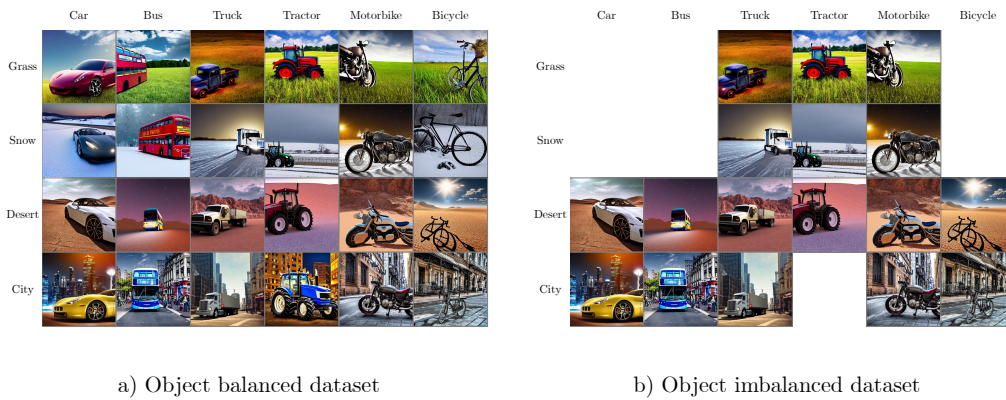 Car Bus Truck Tractor Motorbike Bicycle
Grass
Snow
Desert
City
a) Object balanced dataset
Car Bus Truck Tractor Motorbike Bicycle
Grass
Snow
Desert
City
b) Object imbalanced dataset